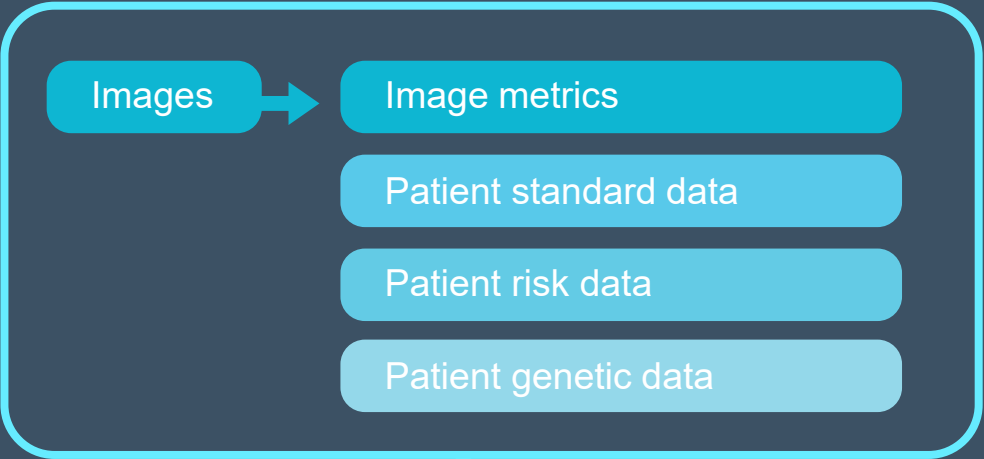 Images
Image metrics
Patient standard data
Patient risk data
Patient genetic data